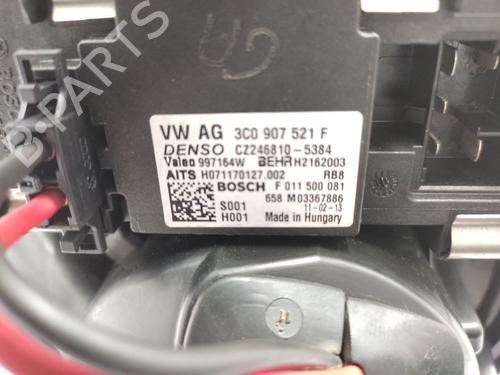 B-PARTS
VW AG 3C0 907 521 F
DENSO CZ246810-5384
Valeo 997164W BEHR H2162003
AITS H071170127.002 RB8
BOSCH F 011 500 081
658 M03367886
S001 11-02-13
H001 Made in Hungary